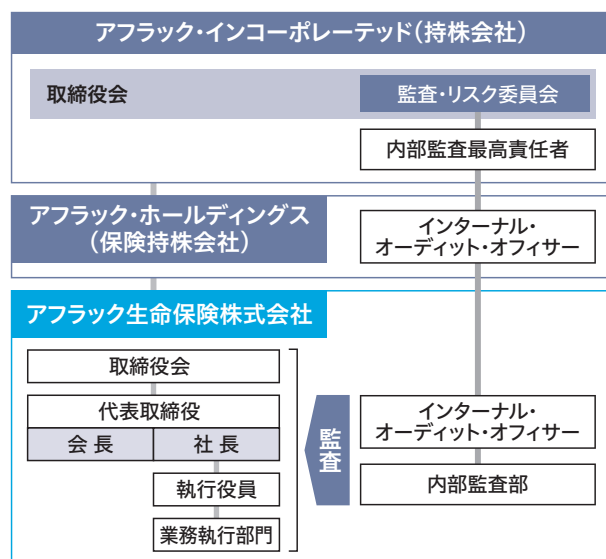 アフラック・インコーポレーテッド(持株会社)
取締役会
監査・リスク委員会
内部監査最高責任者
アフラック・ホールディングス
(保険持株会社)
インターナル・
オーディット・オフィサー
アフラック生命保険株式会社
取締役会
代表取締役
会長
社長
執行役員
業務執行部門
監査
インターナル・
オーディット・オフィサー
内部監査部